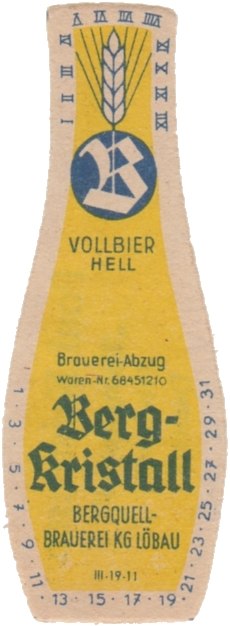 I II III IV V VI VII VIII IX X XI XII
B
VOLLBIER
HELL
Brauerei-Abzug
Waren-Nr. 68451210
Berg-
Kristall
BERGQUELL-
BRAUEREI KG LÖBAU
III-19-11
1 · 3 · 5 · 7 · 9 · 11 · 13 · 15 · 17 · 19 · 21 · 23 · 25 · 27 · 29 · 31